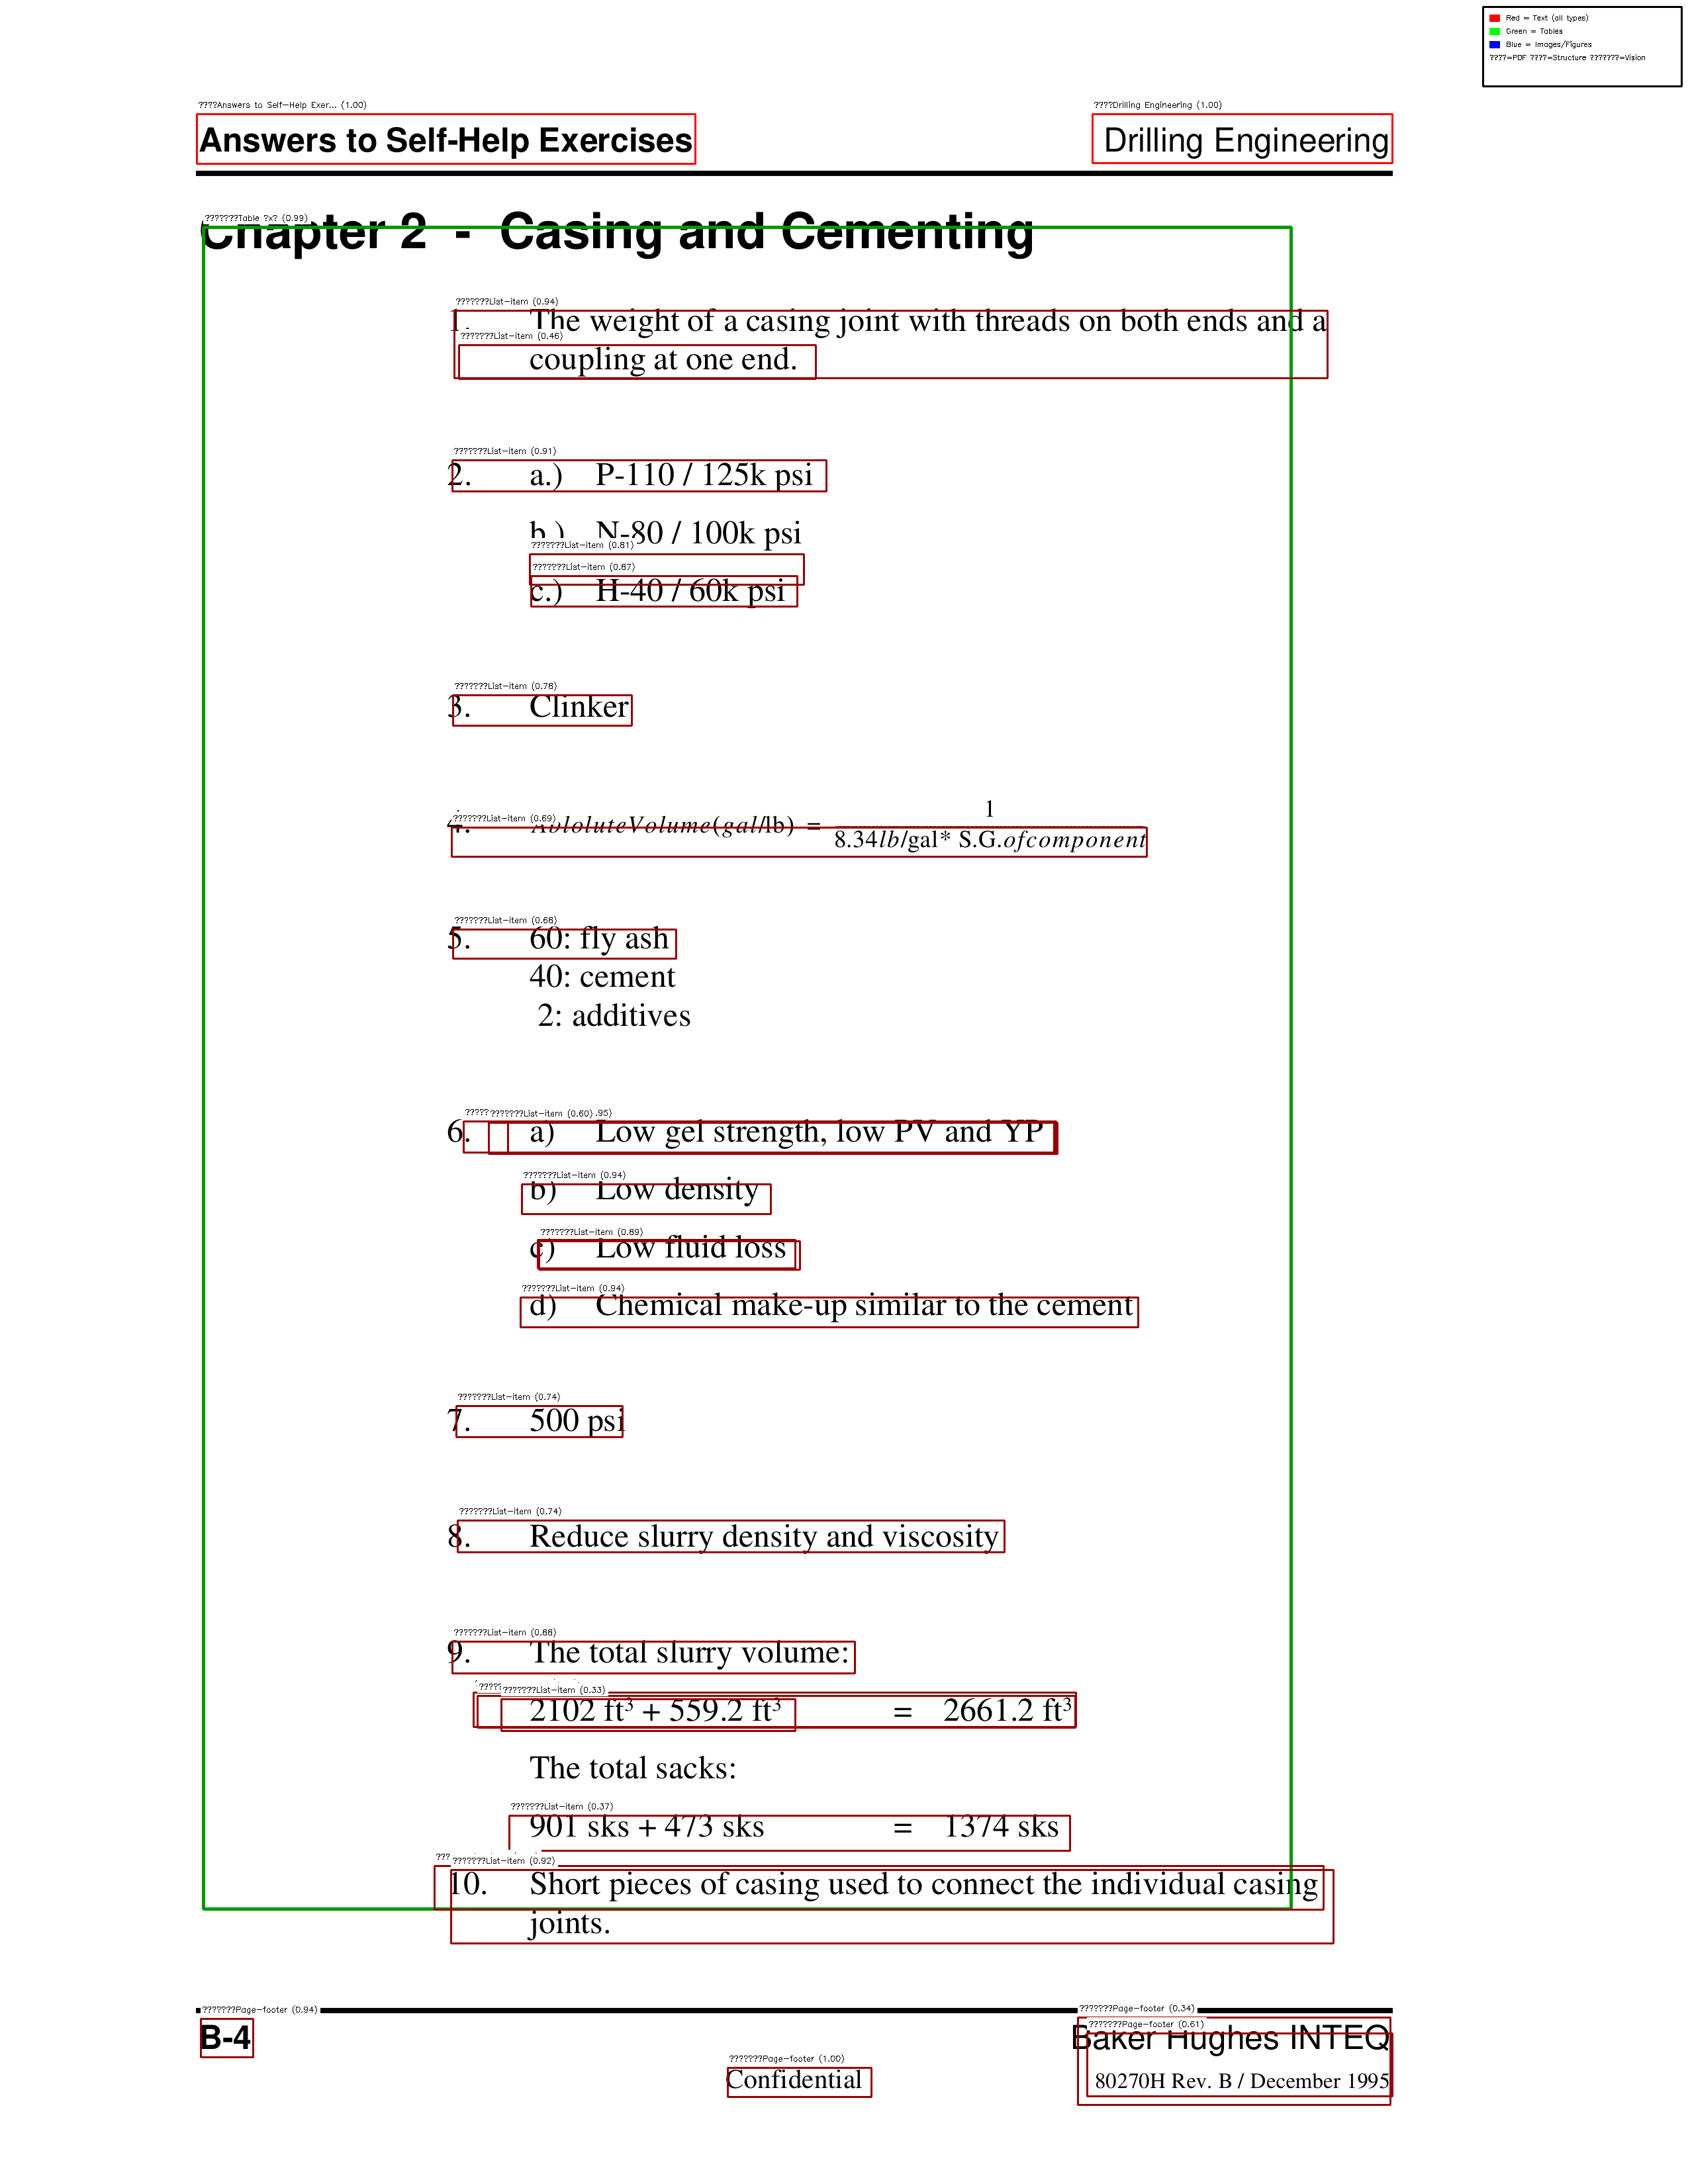 Red = Text (all types)
Green = Tables
Blue = Images/Figures
????=PDF ????=Structure ???????=Vision
????Answers to Self-Help Exer... (1.00)
????Drilling Engineering (1.00)
Answers to Self-Help Exercises
Drilling Engineering
???????Table ?x? (0.99)
Chapter 2 - Casing and Cementing
???????List-item (0.94)
1. The weight of a casing joint with threads on both ends and a
???????List-item (0.46)
coupling at one end.
???????List-item (0.91)
2. a.) P-110 / 125k psi
b.) N-80 / 100k psi
???????List-item (0.81)
???????List-item (0.87)
c.) H-40 / 60k psi
???????List-item (0.78)
3. Clinker
???????List-item (0.69)
4. AbloluteVolume(gal/lb) = 1
8.34lb/gal* S.G.ofcomponent
???????List-item (0.68)
5. 60: fly ash
40: cement
2: additives
????? ???????List-item (0.60) .95)
6. a) Low gel strength, low PV and YP
???????List-item (0.94)
b) Low density
???????List-item (0.89)
c) Low fluid loss
???????List-item (0.94)
d) Chemical make-up similar to the cement
???????List-item (0.74)
7. 500 psi
???????List-item (0.74)
8. Reduce slurry density and viscosity
???????List-item (0.88)
9. The total slurry volume:
???? ???????List-item (0.33)
2102 ft³ + 559.2 ft³ = 2661.2 ft³
The total sacks:
???????List-item (0.37)
901 sks + 473 sks = 1374 sks
??? ???????List-item (0.92)
10. Short pieces of casing used to connect the individual casing
joints.
???????Page-footer (0.94)
???????Page-footer (0.34)
???????Page-footer (0.61)
B-4
Baker Hughes INTEQ
???????Page-footer (1.00)
Confidential
80270H Rev. B / December 1995